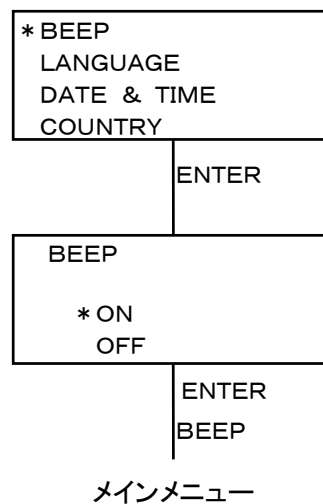 * BEEP
LANGUAGE
DATE & TIME
COUNTRY
ENTER
BEEP
* ON
OFF
ENTER
BEEP
メインメニュー